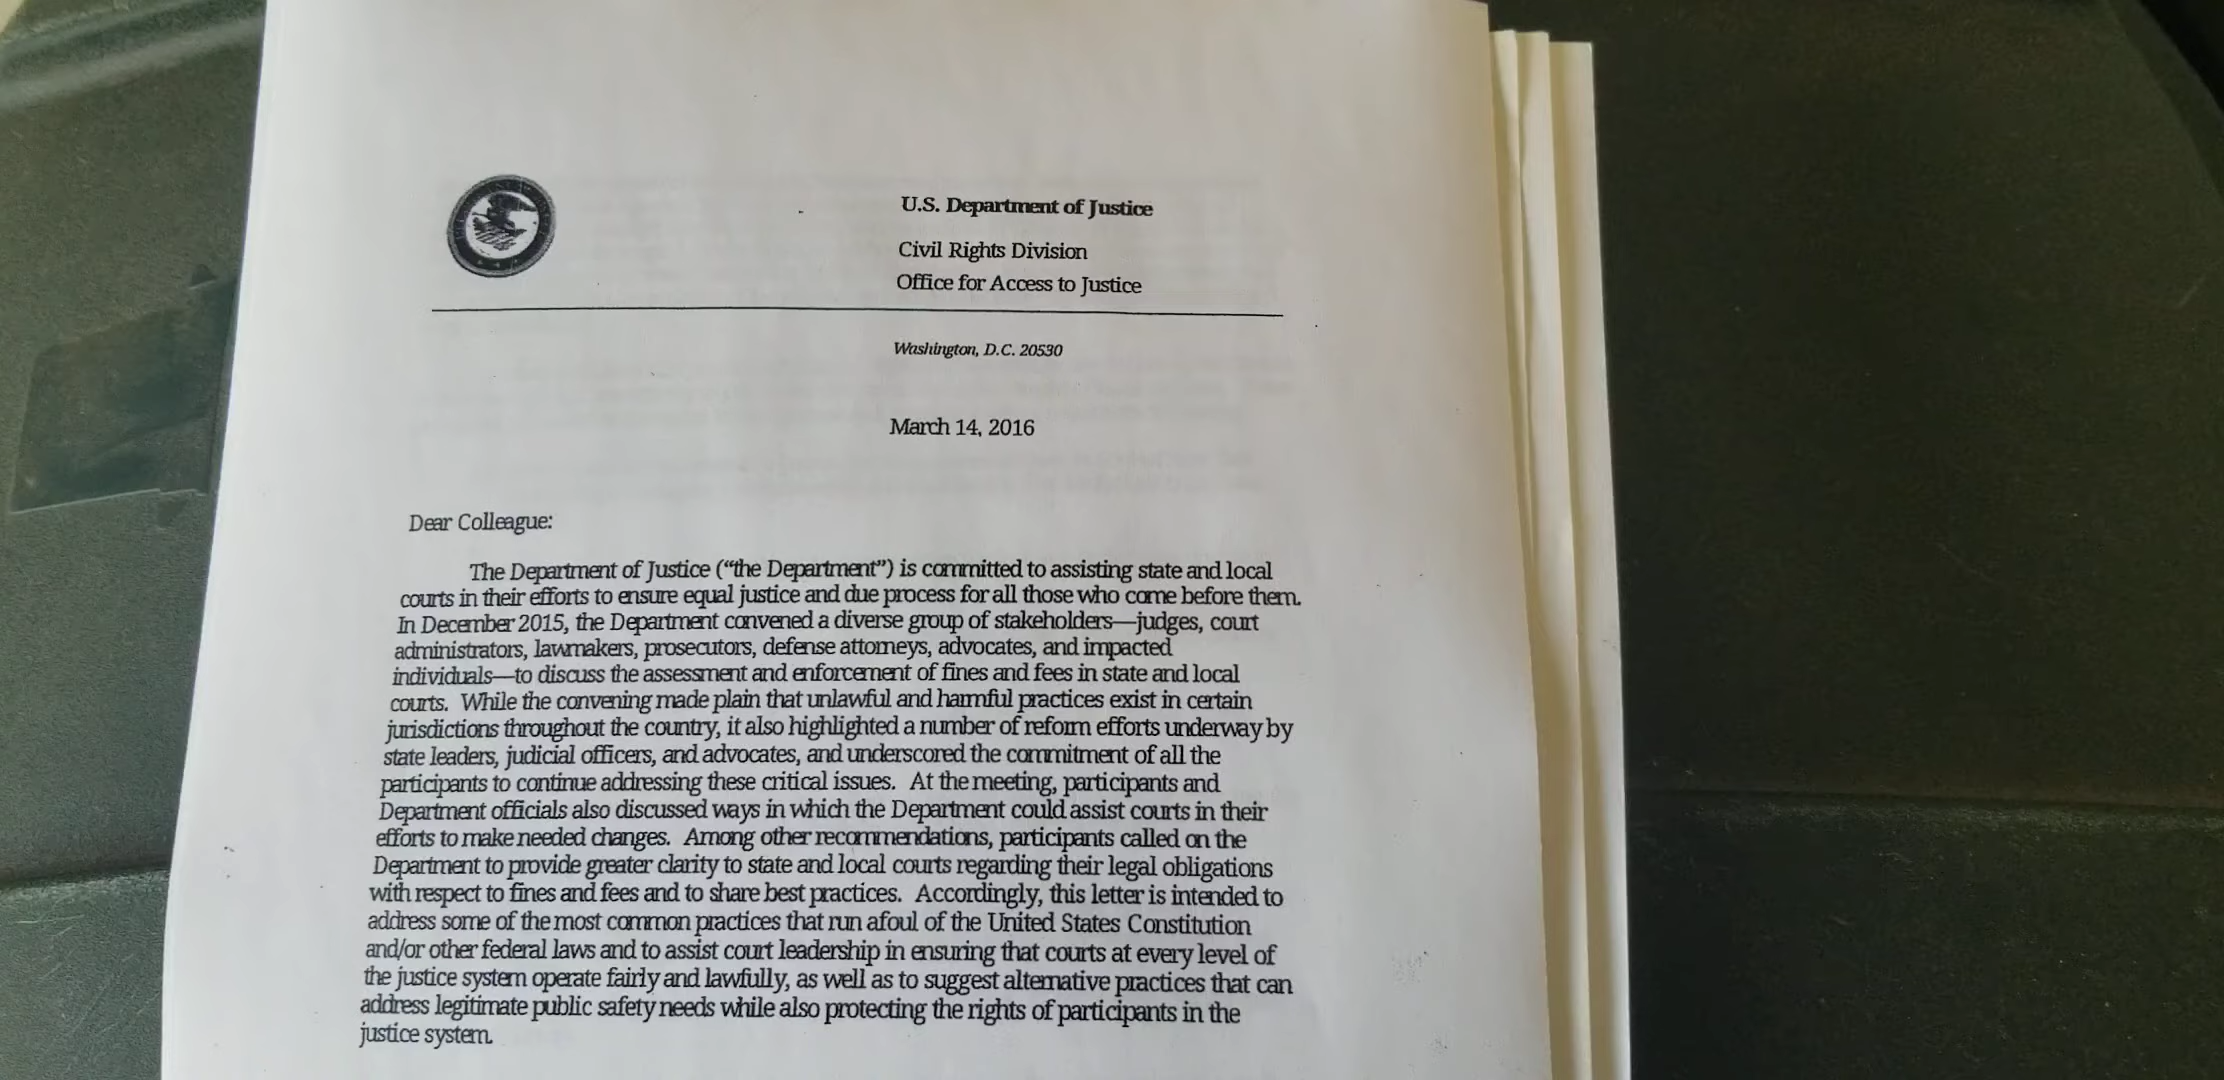 U.S. Department of Justice
Civil Rights Division
Office for Access to Justice
Washington, D.C. 20530
March 14, 2016
Dear Colleague:
The Department of Justice (“the Department”) is committed to assisting state and local
courts in their efforts to ensure equal justice and due process for all those who come before them.
In December 2015, the Department convened a diverse group of stakeholders—judges, court
administrators, lawmakers, prosecutors, defense attorneys, advocates, and impacted
individuals—to discuss the assessment and enforcement of fines and fees in state and local
courts. While the convening made plain that unlawful and harmful practices exist in certain
jurisdictions throughout the country, it also highlighted a number of reform efforts underway by
state leaders, judicial officers, and advocates, and underscored the commitment of all the
participants to continue addressing these critical issues. At the meeting, participants and
Department officials also discussed ways in which the Department could assist courts in their
efforts to make needed changes. Among other recommendations, participants called on the
Department to provide greater clarity to state and local courts regarding their legal obligations
with respect to fines and fees and to share best practices. Accordingly, this letter is intended to
address some of the most common practices that run afoul of the United States Constitution
and/or other federal laws and to assist court leadership in ensuring that courts at every level of
the justice system operate fairly and lawfully, as well as to suggest alternative practices that can
address legitimate public safety needs while also protecting the rights of participants in the
justice system.